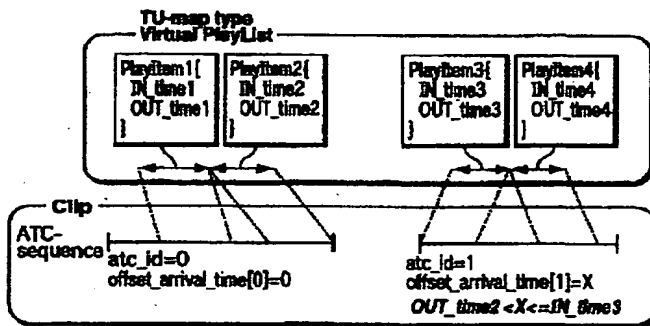 TU-map type
Virtual PlayList
PlayItem1{
IN_time1
OUT_time1
}
PlayItem2{
IN_time2
OUT_time2
}
PlayItem3{
IN_time3
OUT_time3
}
PlayItem4{
IN_time4
OUT_time4
}
Clip
ATC-
sequence
atc_id=0
offset_arrival_time[0]=0
atc_id=1
offset_arrival_time[1]=X
OUT_time2<X<=IN_time3